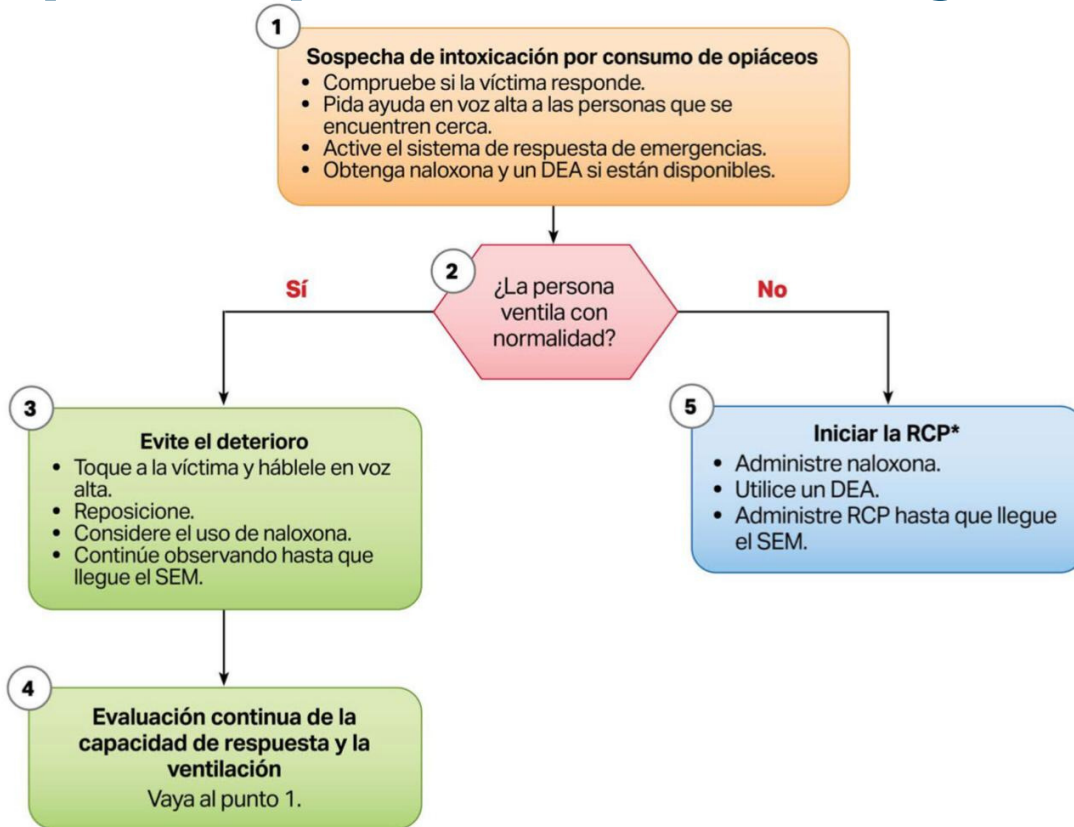 1
Sospecha de intoxicación por consumo de opiáceos
• Compruebe si la víctima responde.
• Pida ayuda en voz alta a las personas que se
encuentren cerca.
• Active el sistema de respuesta de emergencias.
• Obtenga naloxona y un DEA si están disponibles.
2
¿La persona
ventila con
normalidad?
Sí
No
3
Evite el deterioro
• Toque a la víctima y háblele en voz
alta.
• Reposicione.
• Considere el uso de naloxona.
• Continúe observando hasta que
llegue el SEM.
5
Iniciar la RCP*
• Administre naloxona.
• Utilice un DEA.
• Administre RCP hasta que llegue
el SEM.
4
Evaluación continua de la
capacidad de respuesta y la
ventilación
Vaya al punto 1.